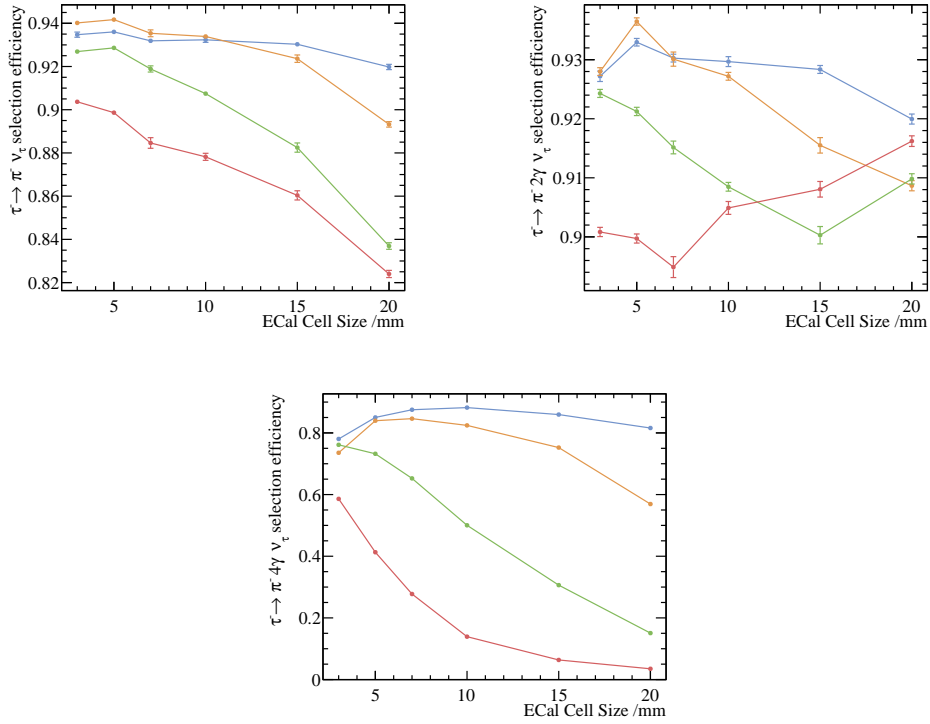 τ⁻→ π⁻ ν_τ selection efficiency
0.94
0.92
0.9
0.88
0.86
0.84
0.82
5 10 15 20
ECal Cell Size /mm
τ⁻→ π⁻ 2γ ν_τ selection efficiency
0.93
0.92
0.91
0.9
5 10 15 20
ECal Cell Size /mm
τ⁻→ π⁻ 4γ ν_τ selection efficiency
0.8
0.6
0.4
0.2
0
5 10 15 20
ECal Cell Size /mm